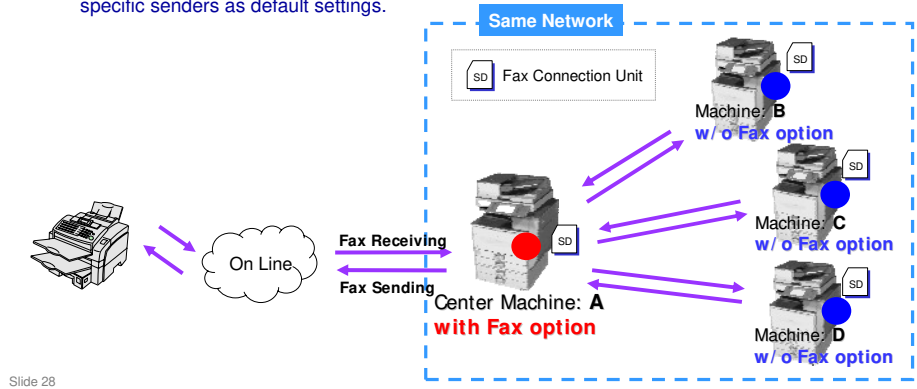 specific senders as default settings.
Same Network
SD Fax Connection Unit
SD
Machine: B
w/o Fax option
SD
Machine: C
w/o Fax option
SD
Machine: D
w/o Fax option
Fax Receiving
On Line
Fax Sending
SD
Center Machine: A
with Fax option
Slide 28